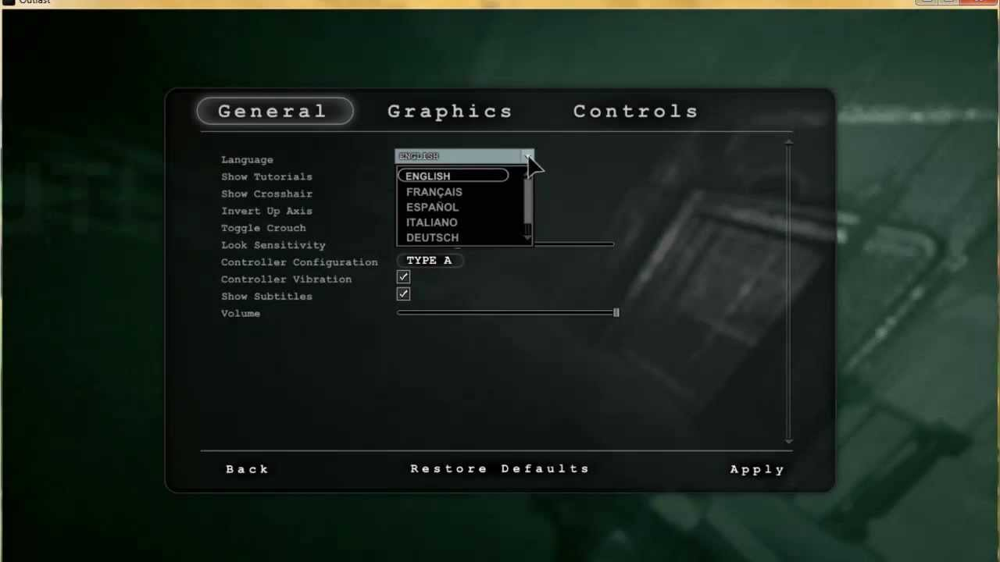 Outlast
General Graphics Controls
Language ENGLISH
ENGLISH
Show Tutorials
FRANÇAIS
Show Crosshair
ESPAÑOL
Invert Up Axis
ITALIANO
Toggle Crouch
DEUTSCH
Look Sensitivity
Controller Configuration TYPE A
Controller Vibration
Show Subtitles
Volume
Back Restore Defaults Apply